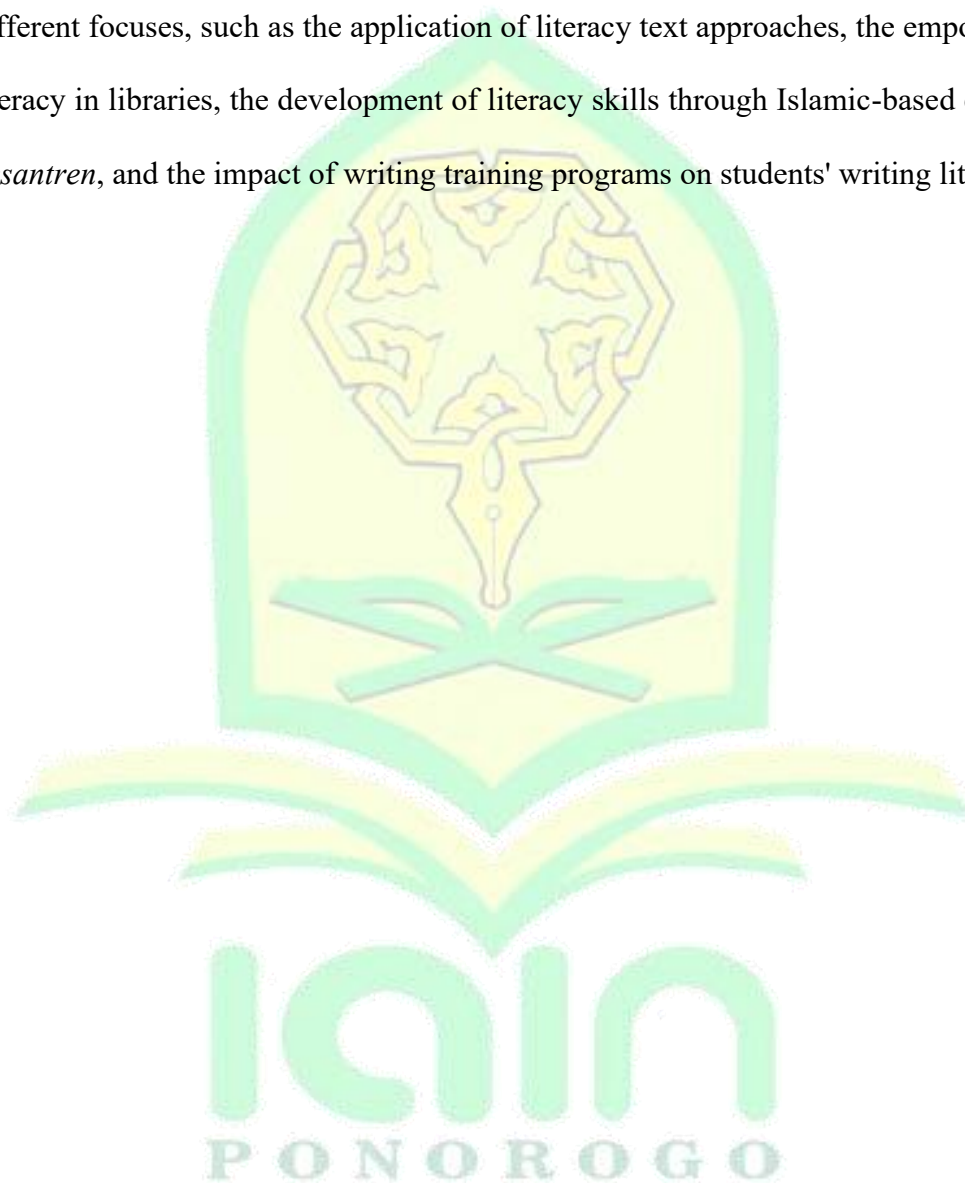 fferent focuses, such as the application of literacy text approaches, the empo
eracy in libraries, the development of literacy skills through Islamic-based
santren, and the impact of writing training programs on students' writing lit
iain
PONOROGO